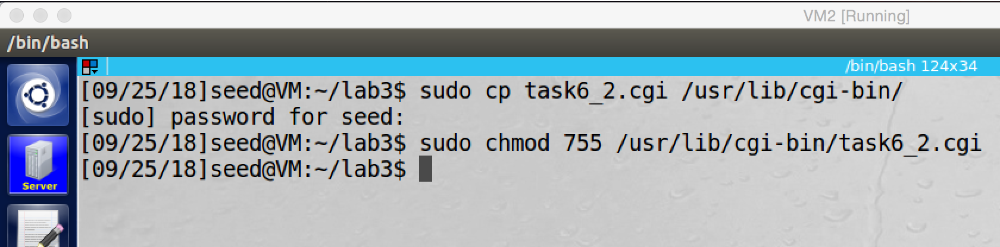 VM2 [Running]
/bin/bash
/bin/bash 124x34
[09/25/18]seed@VM:~/lab3$ sudo cp task6_2.cgi /usr/lib/cgi-bin/
[sudo] password for seed:
[09/25/18]seed@VM:~/lab3$ sudo chmod 755 /usr/lib/cgi-bin/task6_2.cgi
[09/25/18]seed@VM:~/lab3$
Server